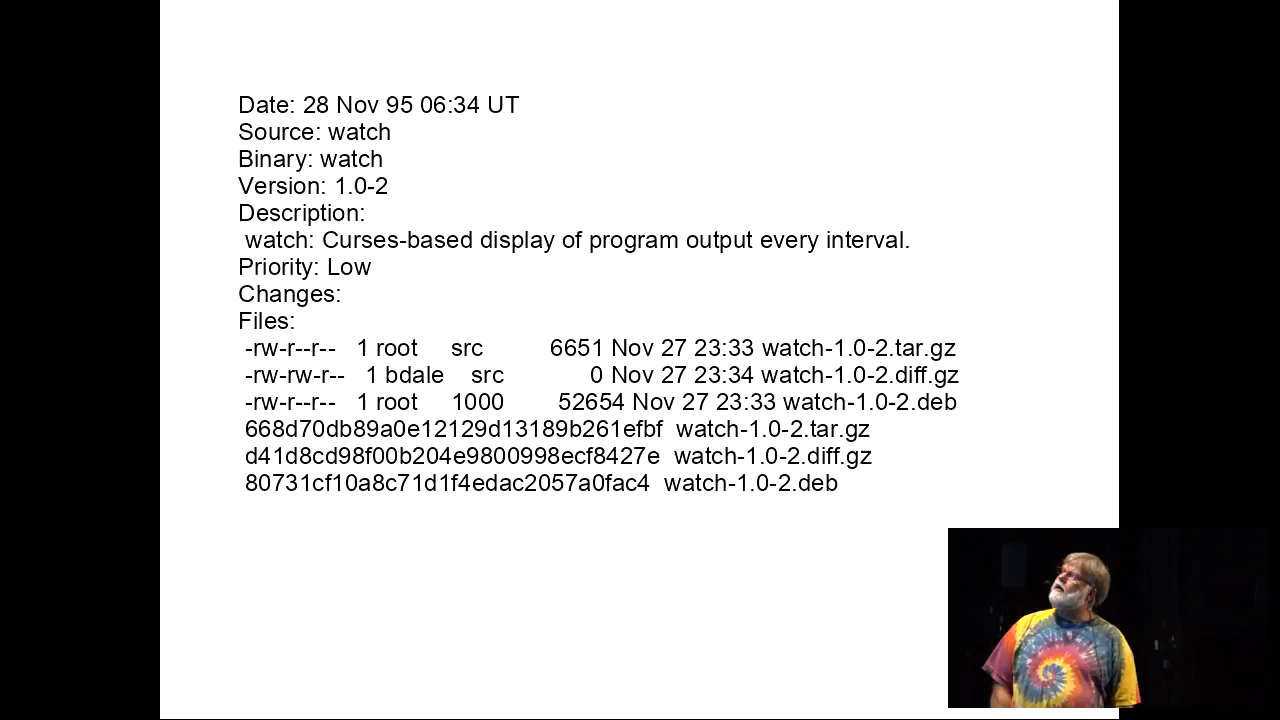 Date: 28 Nov 95 06:34 UT
Source: watch
Binary: watch
Version: 1.0-2
Description:
 watch: Curses-based display of program output every interval.
Priority: Low
Changes:
Files:
 -rw-r--r--   1 root     src          6651 Nov 27 23:33 watch-1.0-2.tar.gz
 -rw-rw-r--   1 bdale    src             0 Nov 27 23:34 watch-1.0-2.diff.gz
 -rw-r--r--   1 root     1000        52654 Nov 27 23:33 watch-1.0-2.deb
 668d70db89a0e12129d13189b261efbf  watch-1.0-2.tar.gz
 d41d8cd98f00b204e9800998ecf8427e  watch-1.0-2.diff.gz
 80731cf10a8c71d1f4edac2057a0fac4  watch-1.0-2.deb